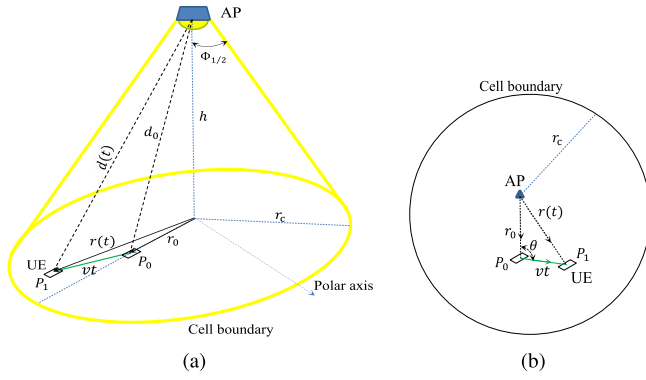 AP
Φ1/2
h
d0
d(t)
rc
r(t)
r0
UE
P0
P1
vt
Polar axis
Cell boundary
(a)
Cell boundary
rc
AP
r(t)
r0
θ
P1
P0
vt
UE
(b)